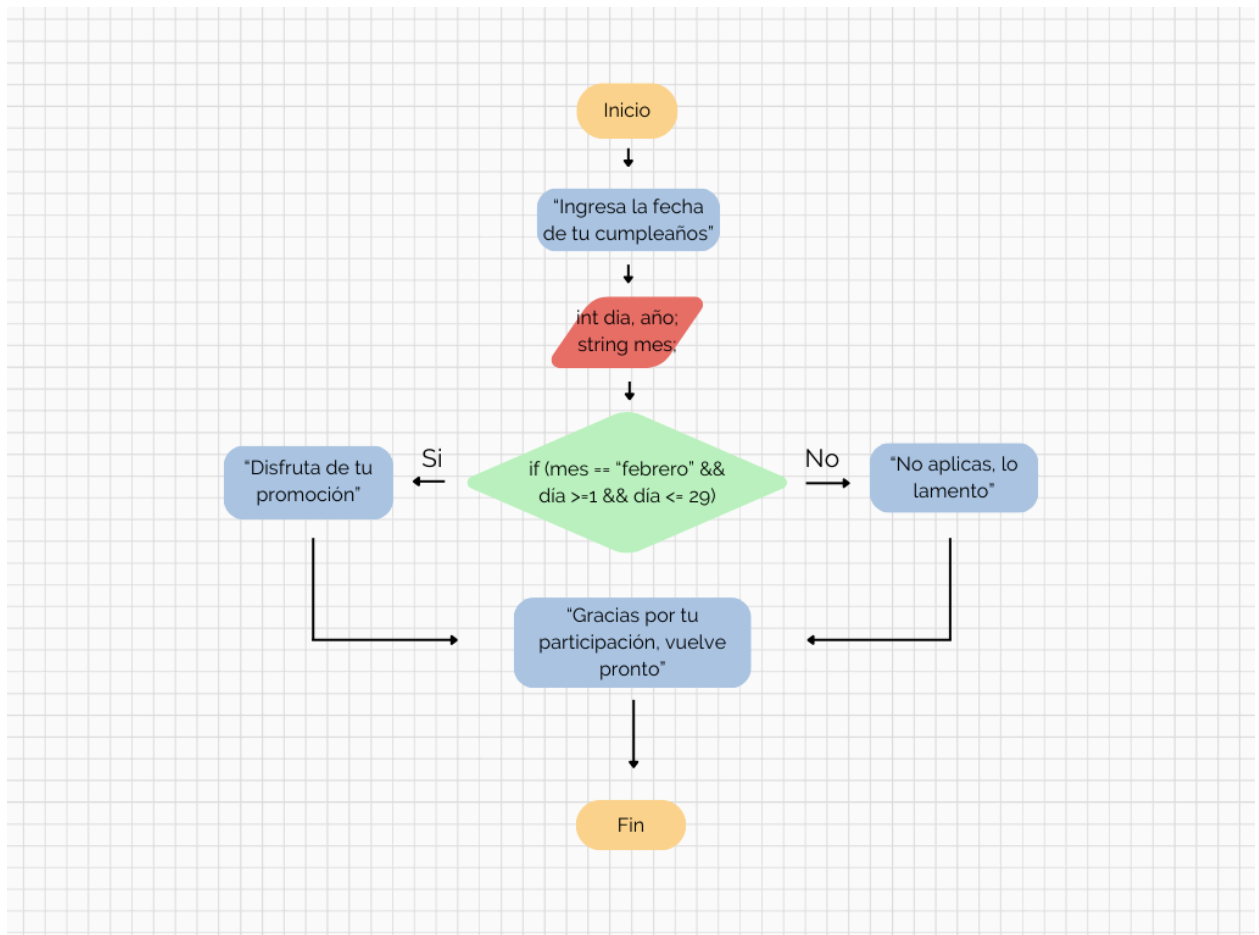 Inicio
“Ingresa la fecha
de tu cumpleaños”
int dia, año;
string mes;
if (mes == “febrero” &&
día >=1 && día <= 29)
Si
“Disfruta de tu
promoción”
No
“No aplicas, lo
lamento”
“Gracias por tu
participación, vuelve
pronto”
Fin